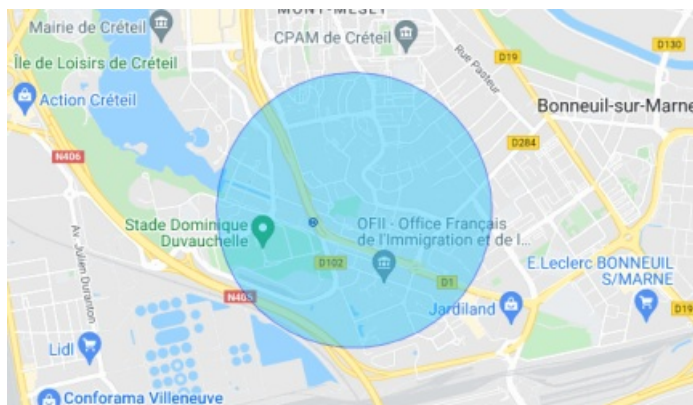 MONT-MESLY
Mairie de Créteil
CPAM de Créteil
D19
D130
Île de Loisirs de Créteil
Rue Pasteur
Action Créteil
Bonneuil-sur-Marne
D284
N406
Stade Dominique
Duvauchelle
OFII - Office Français
de l'Immigration et de l...
Av. Julien Duranton
D102
E.Leclerc BONNEUIL
S/MARNE
D1
N406
Jardiland
D19
Lidl
Conforama Villeneuve